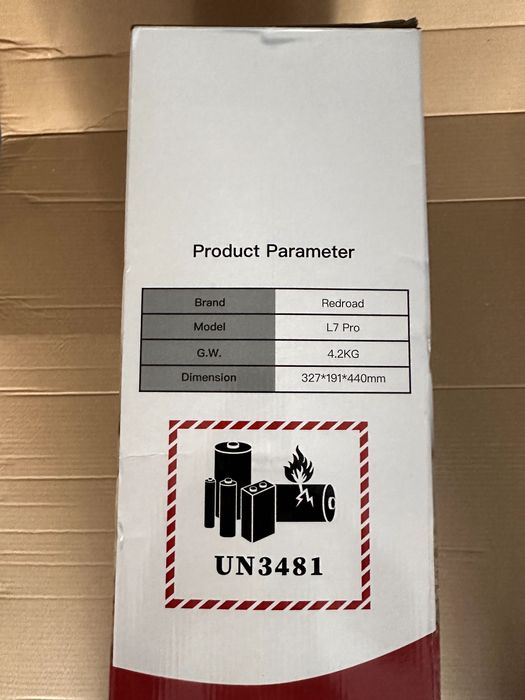 Product Parameter
Brand Redroad
Model L7 Pro
G.W. 4.2KG
Dimension 327*191*440mm
UN3481